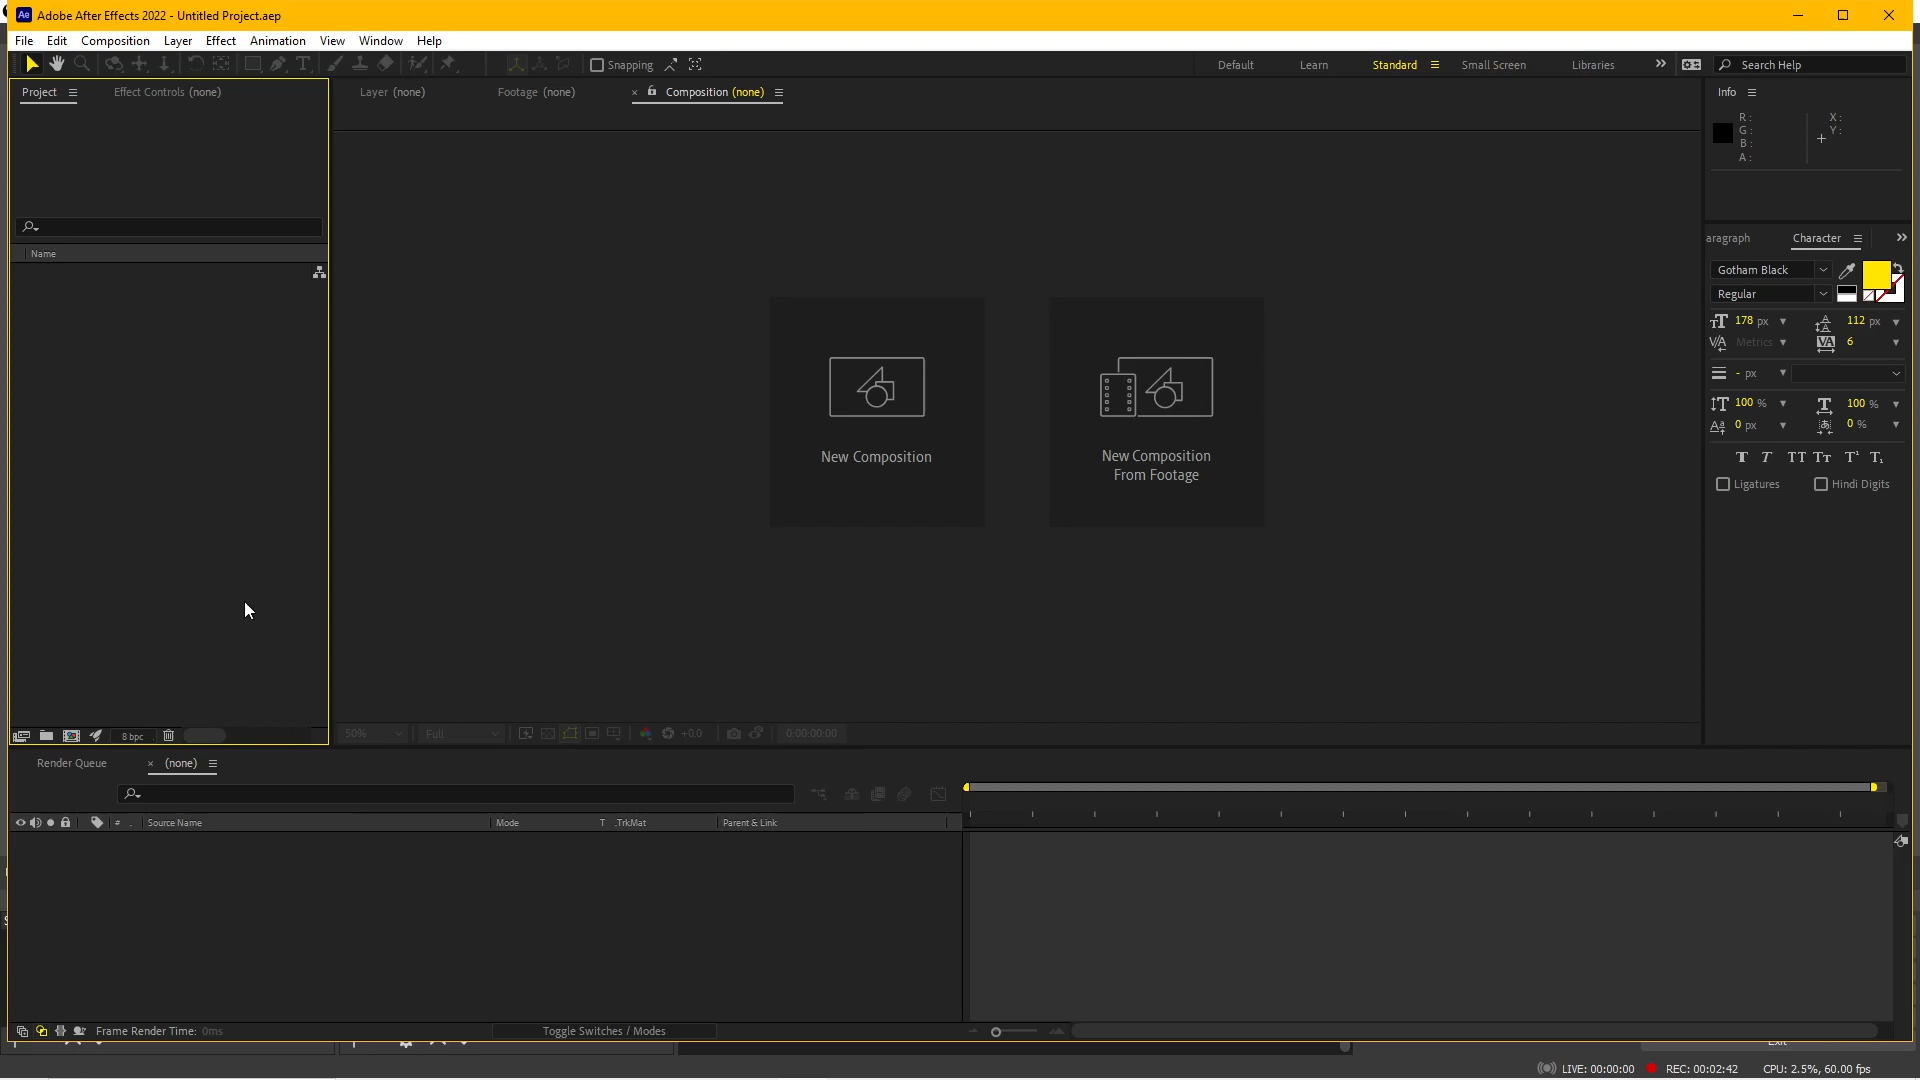 Adobe After Effects 2022 - Untitled Project.aep
File Edit Composition Layer Effect Animation View Window Help
Snapping Default Learn Standard Small Screen Libraries Search Help
Project Effect Controls (none) Layer (none) Footage (none) × Composition (none) Info
R :
G :
B :
A :
X :
Y :
Name
aragraph Character
Gotham Black
Regular
178 px 112 px
Metrics 6
- px
100 % 100 %
0 px 0 %
T T TT Tт T¹ T₁
Ligatures Hindi Digits
New Composition
New Composition
From Footage
8 bpc
50% Full +0.0 0:00:00:00
Render Queue × (none)
# . Source Name Mode T .TrkMat Parent & Link
Frame Render Time: 0ms Toggle Switches / Modes
LIVE: 00:00:00 REC: 00:02:42 CPU: 2.5%, 60.00 fps